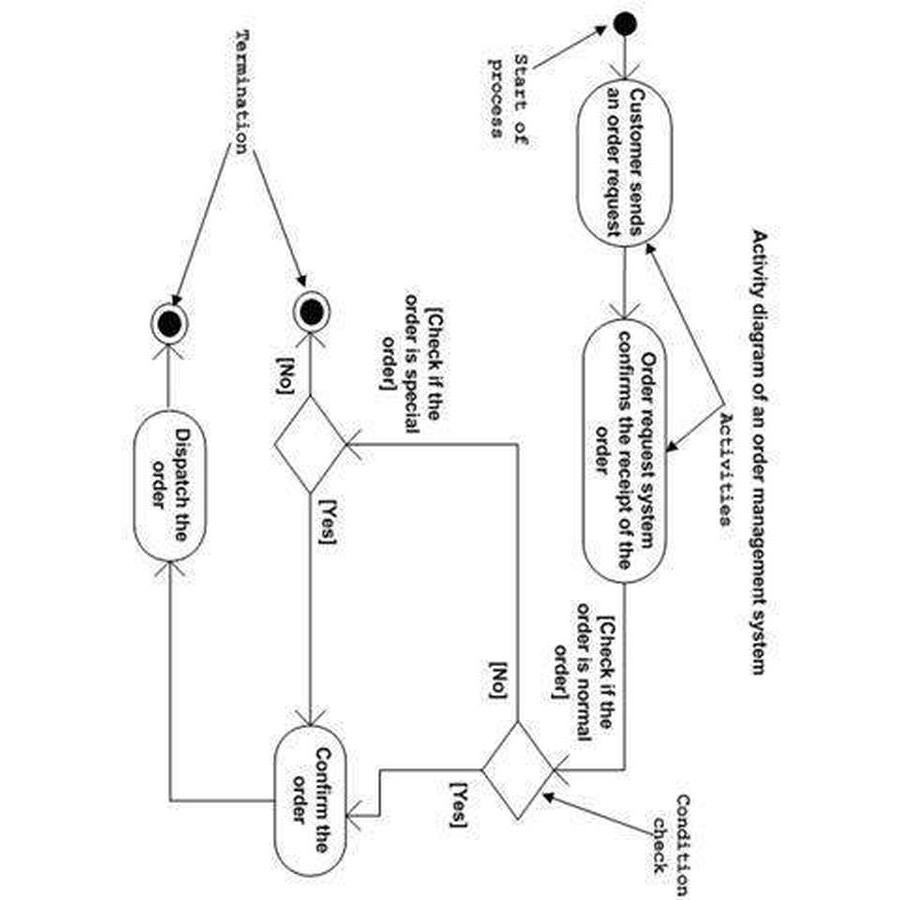 Activity diagram of an order management system
Activities
Start of
process
Customer sends
an order request
Order request system
confirms the receipt of the
order
Condition
check
[Check if the
order is normal
order]
[No]
[Yes]
[Check if the
order is special
order]
[No]
[Yes]
Confirm the
order
Termination
Dispatch the
order